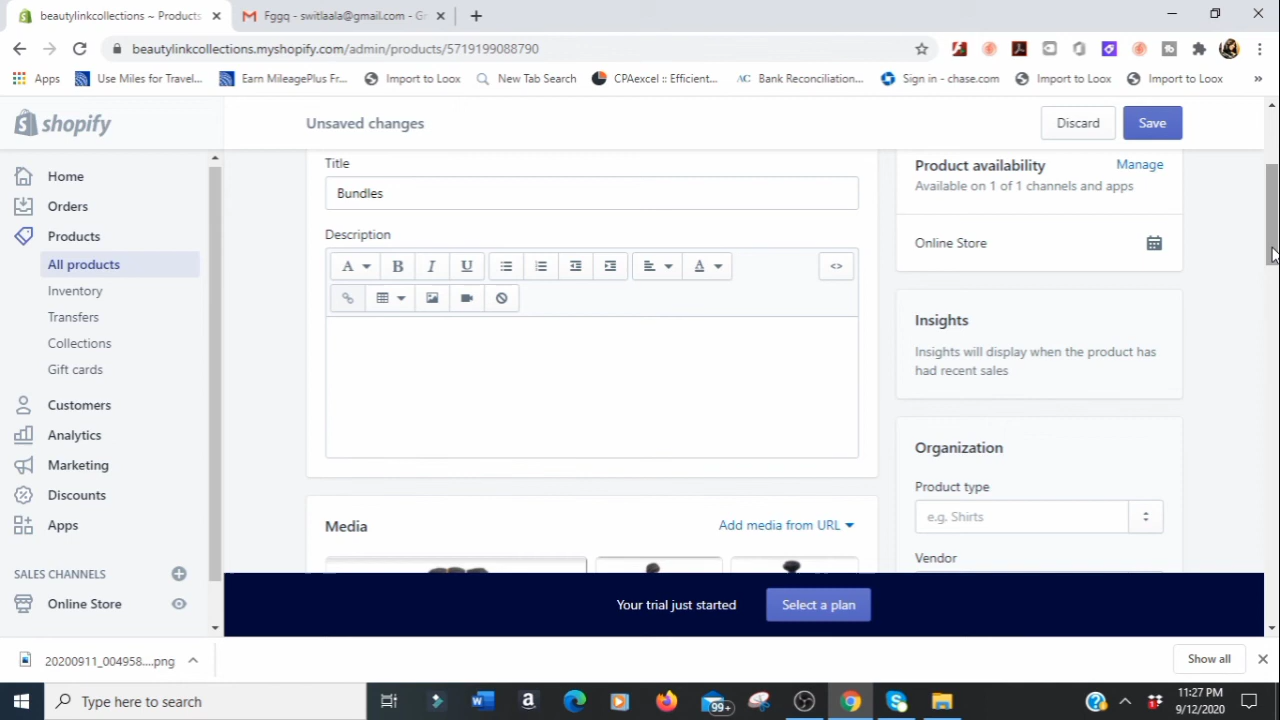 beautylinkcollections ~ Products
Fggq - switlaala@gmail.com - Gr
beautylinkcollections.myshopify.com/admin/products/5719199088790
Apps
Use Miles for Travel...
Earn MileagePlus Fr...
Import to Loox
New Tab Search
CPAexcel :: Efficient...
AC Bank Reconciliation...
Sign in - chase.com
Import to Loox
Import to Loox
»
shopify
Unsaved changes
Discard
Save
Home
Orders
Products
All products
Inventory
Transfers
Collections
Gift cards
Customers
Analytics
Marketing
Discounts
Apps
SALES CHANNELS
Online Store
Title
Bundles
Description
A
B
I
U
A
<>
Media
Add media from URL
Product availability
Manage
Available on 1 of 1 channels and apps
Online Store
Insights
Insights will display when the product has
had recent sales
Organization
Product type
e.g. Shirts
Vendor
Your trial just started
Select a plan
20200911_004958....png
Show all
Type here to search
99+
11:27 PM
9/12/2020